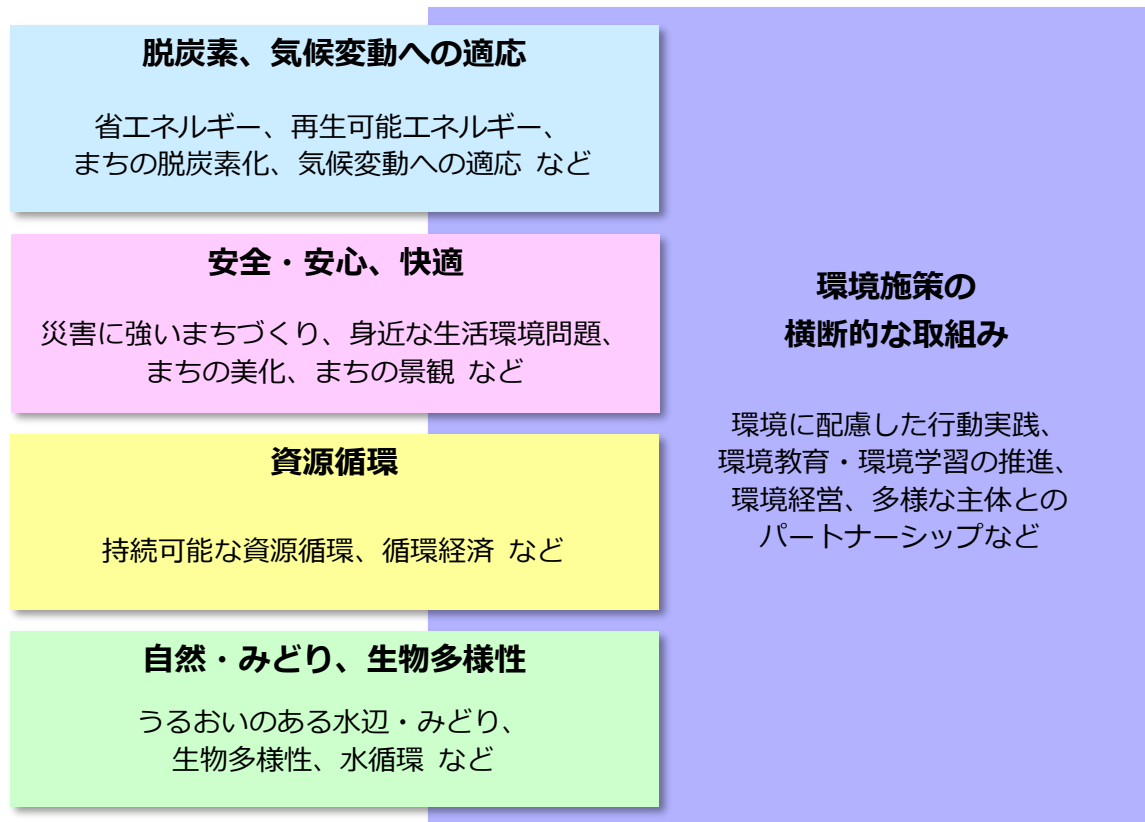 脱炭素、気候変動への適応
省エネルギー、再生可能エネルギー、
まちの脱炭素化、気候変動への適応 など
安全・安心、快適
災害に強いまちづくり、身近な生活環境問題、
まちの美化、まちの景観 など
資源循環
持続可能な資源循環、循環経済 など
自然・みどり、生物多様性
うるおいのある水辺・みどり、
生物多様性、水循環 など
環境施策の
横断的な取組み
環境に配慮した行動実践、
環境教育・環境学習の推進、
環境経営、多様な主体との
パートナーシップなど